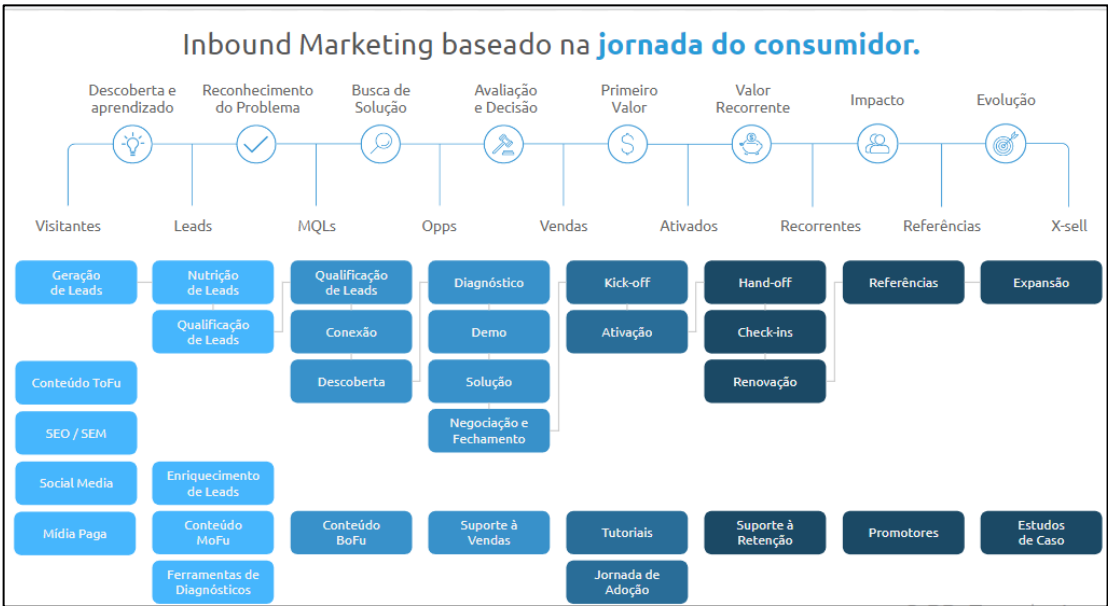 Inbound Marketing baseado na jornada do consumidor.
Descoberta e
aprendizado
Reconhecimento
do Problema
Busca de
Solução
Avaliação
e Decisão
Primeiro
Valor
Valor
Recorrente
Impacto
Evolução
Visitantes
Leads
MQLs
Opps
Vendas
Ativados
Recorrentes
Referências
X-sell
Geração
de Leads
Nutrição
de Leads
Qualificação
de Leads
Diagnóstico
Kick-off
Hand-off
Referências
Expansão
Qualificação
de Leads
Conexão
Demo
Ativação
Check-ins
Conteúdo ToFu
Descoberta
Solução
Renovação
SEO / SEM
Negociação e
Fechamento
Social Media
Enriquecimento
de Leads
Mídia Paga
Conteúdo
MoFu
Conteúdo
BoFu
Suporte à
Vendas
Tutoriais
Suporte à
Retenção
Promotores
Estudos
de Caso
Ferramentas de
Diagnósticos
Jornada de
Adoção